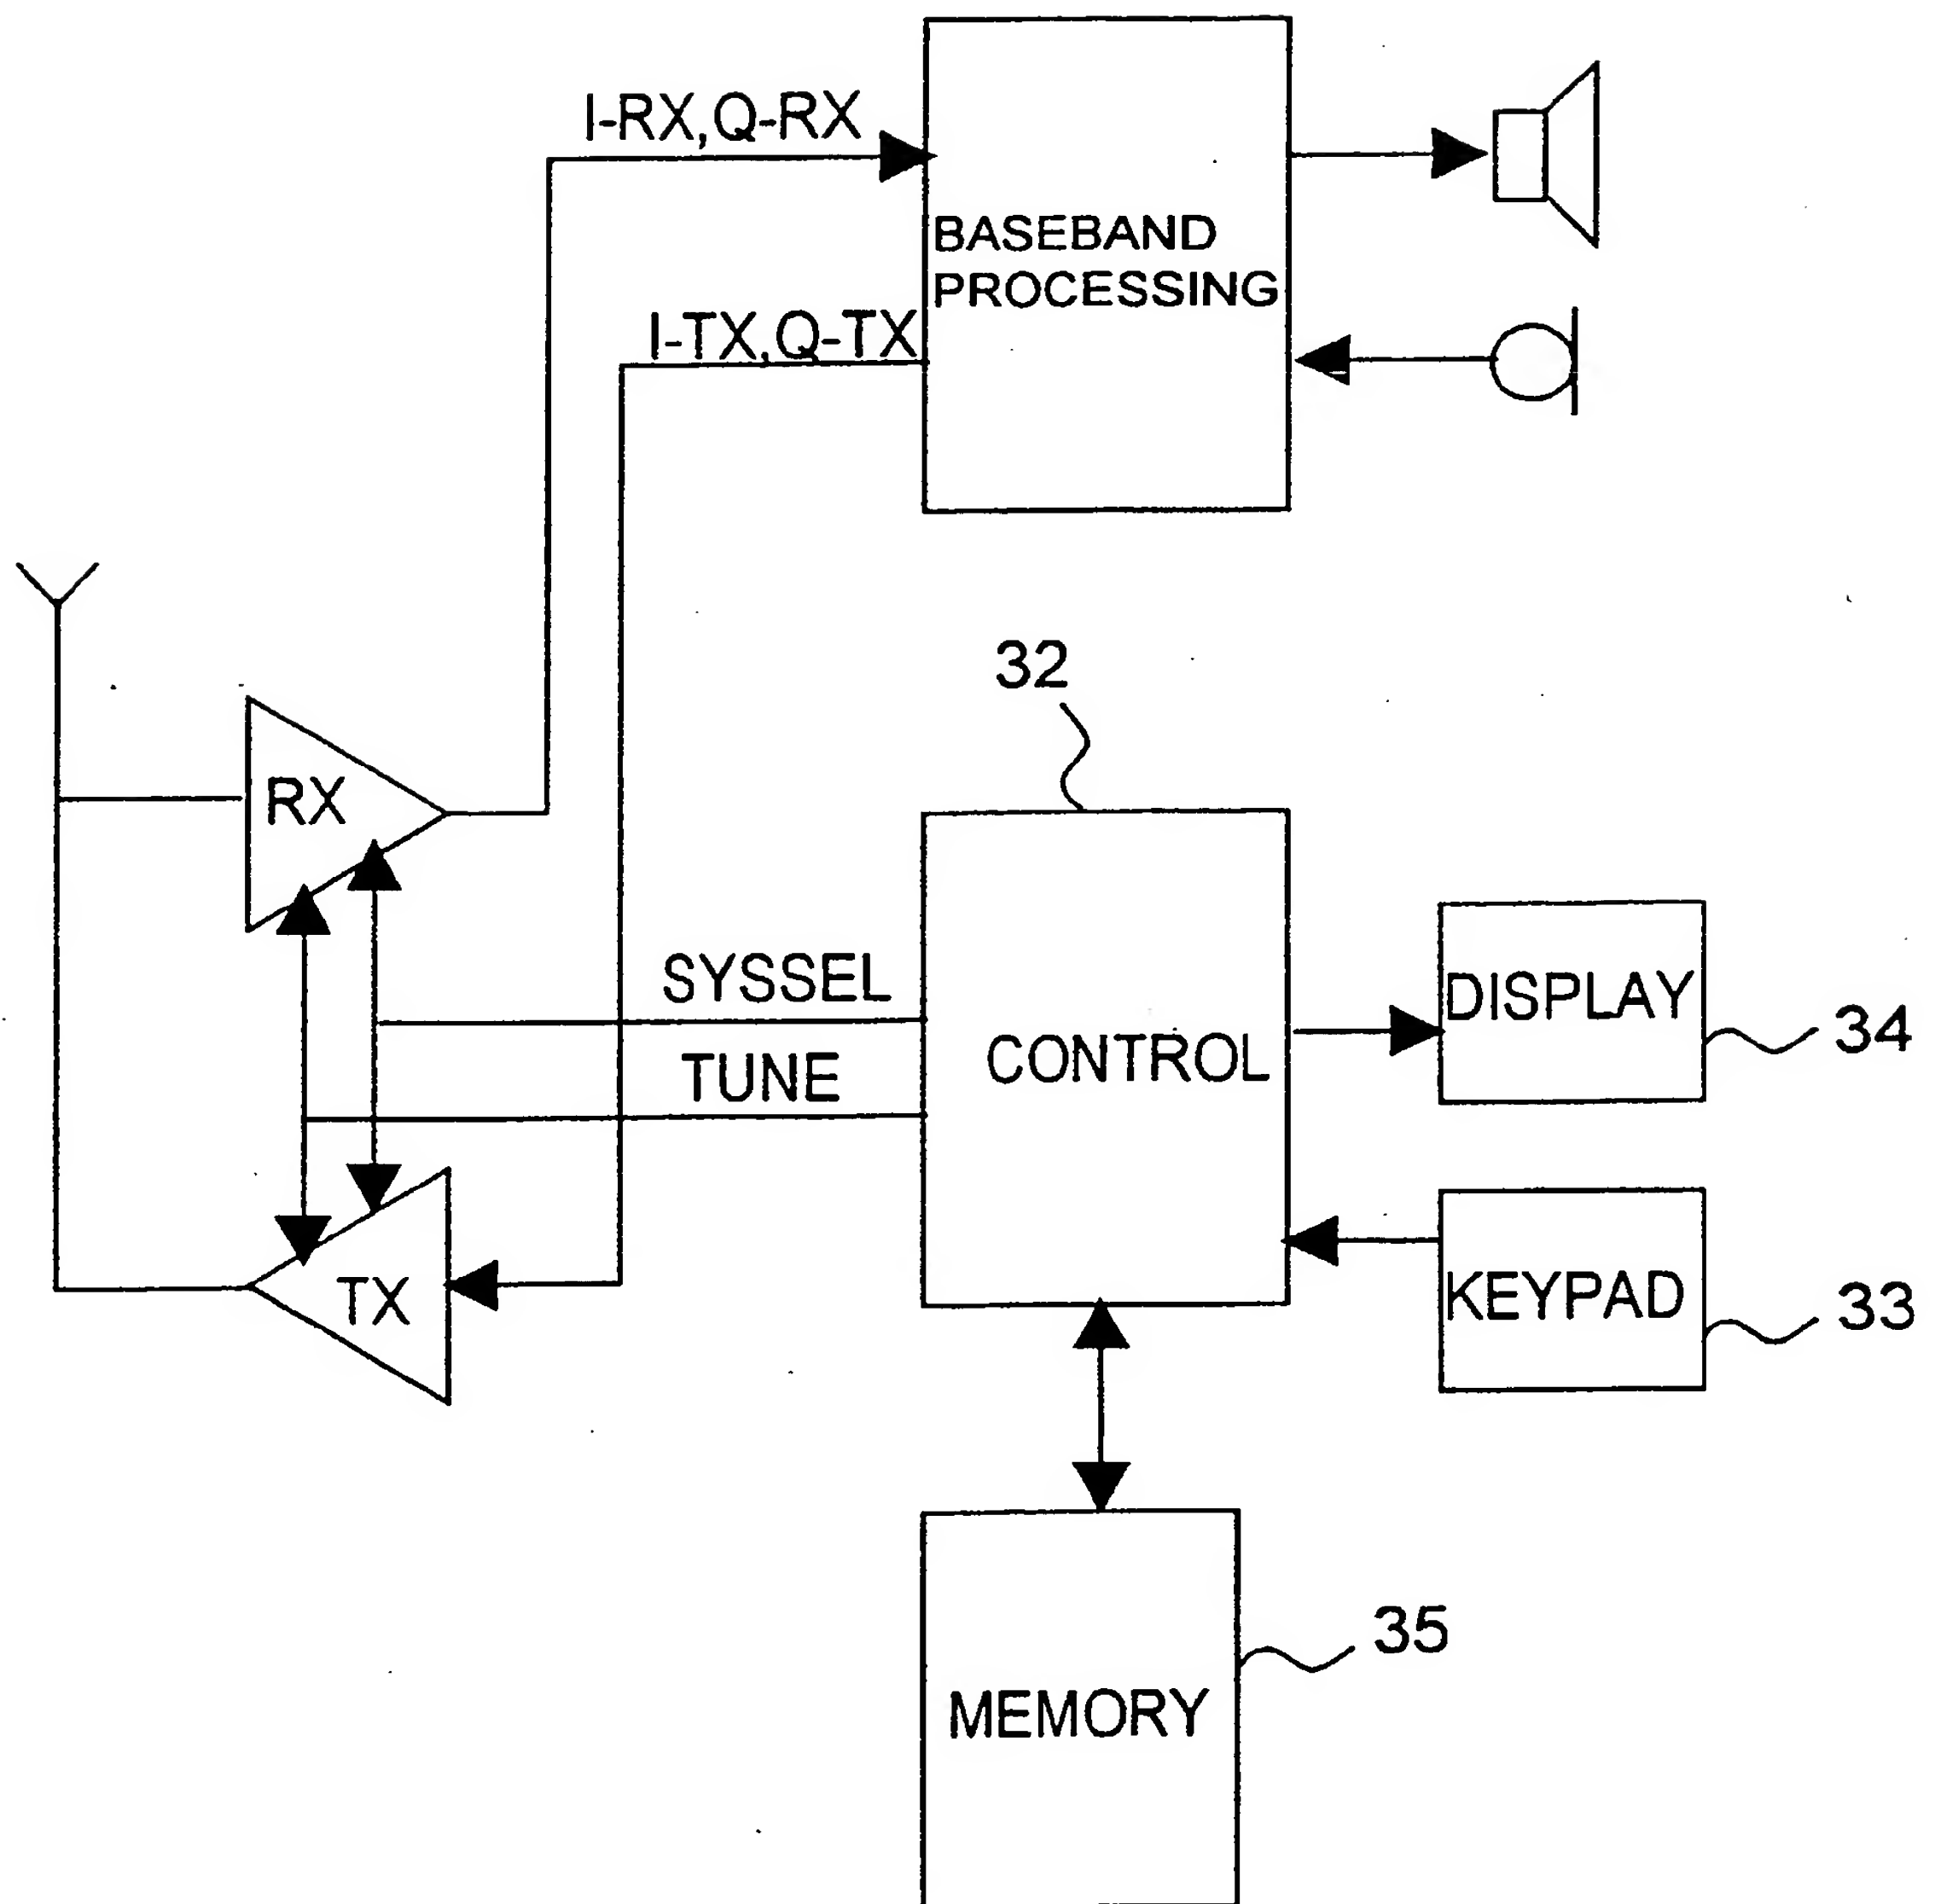 I-RX,Q-RX
BASEBAND
PROCESSING
I-TX,Q-TX
32
RX
SYSSEL
DISPLAY
34
CONTROL
TUNE
KEYPAD
33
TX
35
MEMORY